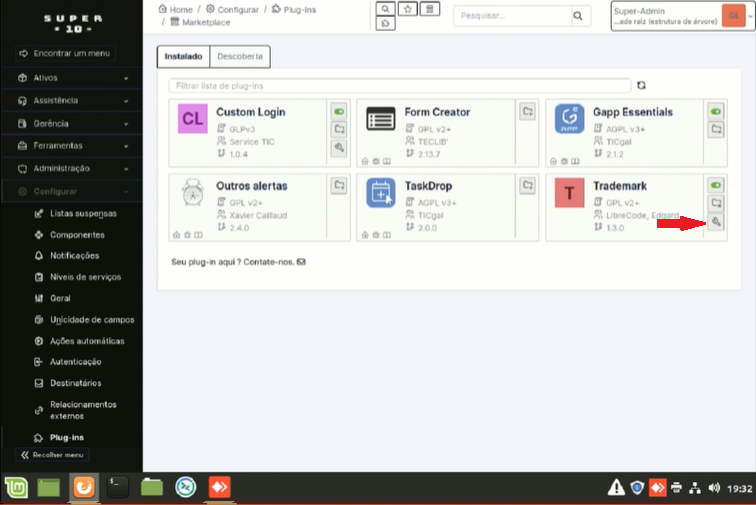 SUPER
- 10 -
Encontrar um menu
Ativos
Assistência
Gerência
Ferramentas
Administração
Configurar
Listas suspensas
Componentes
Notificações
Níveis de serviços
Geral
Unicidade de campos
Ações automáticas
Autenticação
Destinatários
Relacionamentos
externos
Plug-ins
Recolher menu
Home / Configurar / Plug-ins
/ Marketplace
Pesquisar...
Super-Admin
...ade raiz (estrutura de árvore)
Instalado
Descoberta
Filtrar lista de plug-ins
CL
Custom Login
GLPv3
Service TIC
1.0.4
Form Creator
GPL v2+
TECLIB'
2.13.7
GAPP
Gapp Essentials
AGPL v3+
TICgal
2.1.2
Outros alertas
GPL v2+
Xavier Caillaud
2.4.0
TaskDrop
AGPL v3+
TICgal
2.0.0
T
Trademark
GPL v2+
LibreCode, Edgard
1.3.0
Seu plug-in aqui ? Contate-nos.
19:32